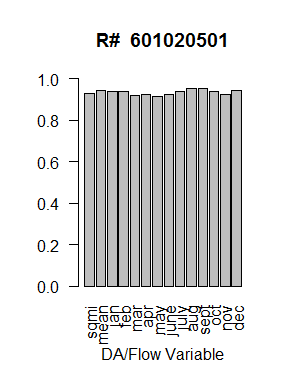 R# 601020501
1.0
0.8
0.6
0.4
0.2
0.0
sqmi
mean
jan
feb
mar
apr
may
june
july
aug
sept
oct
nov
dec
DA/Flow Variable